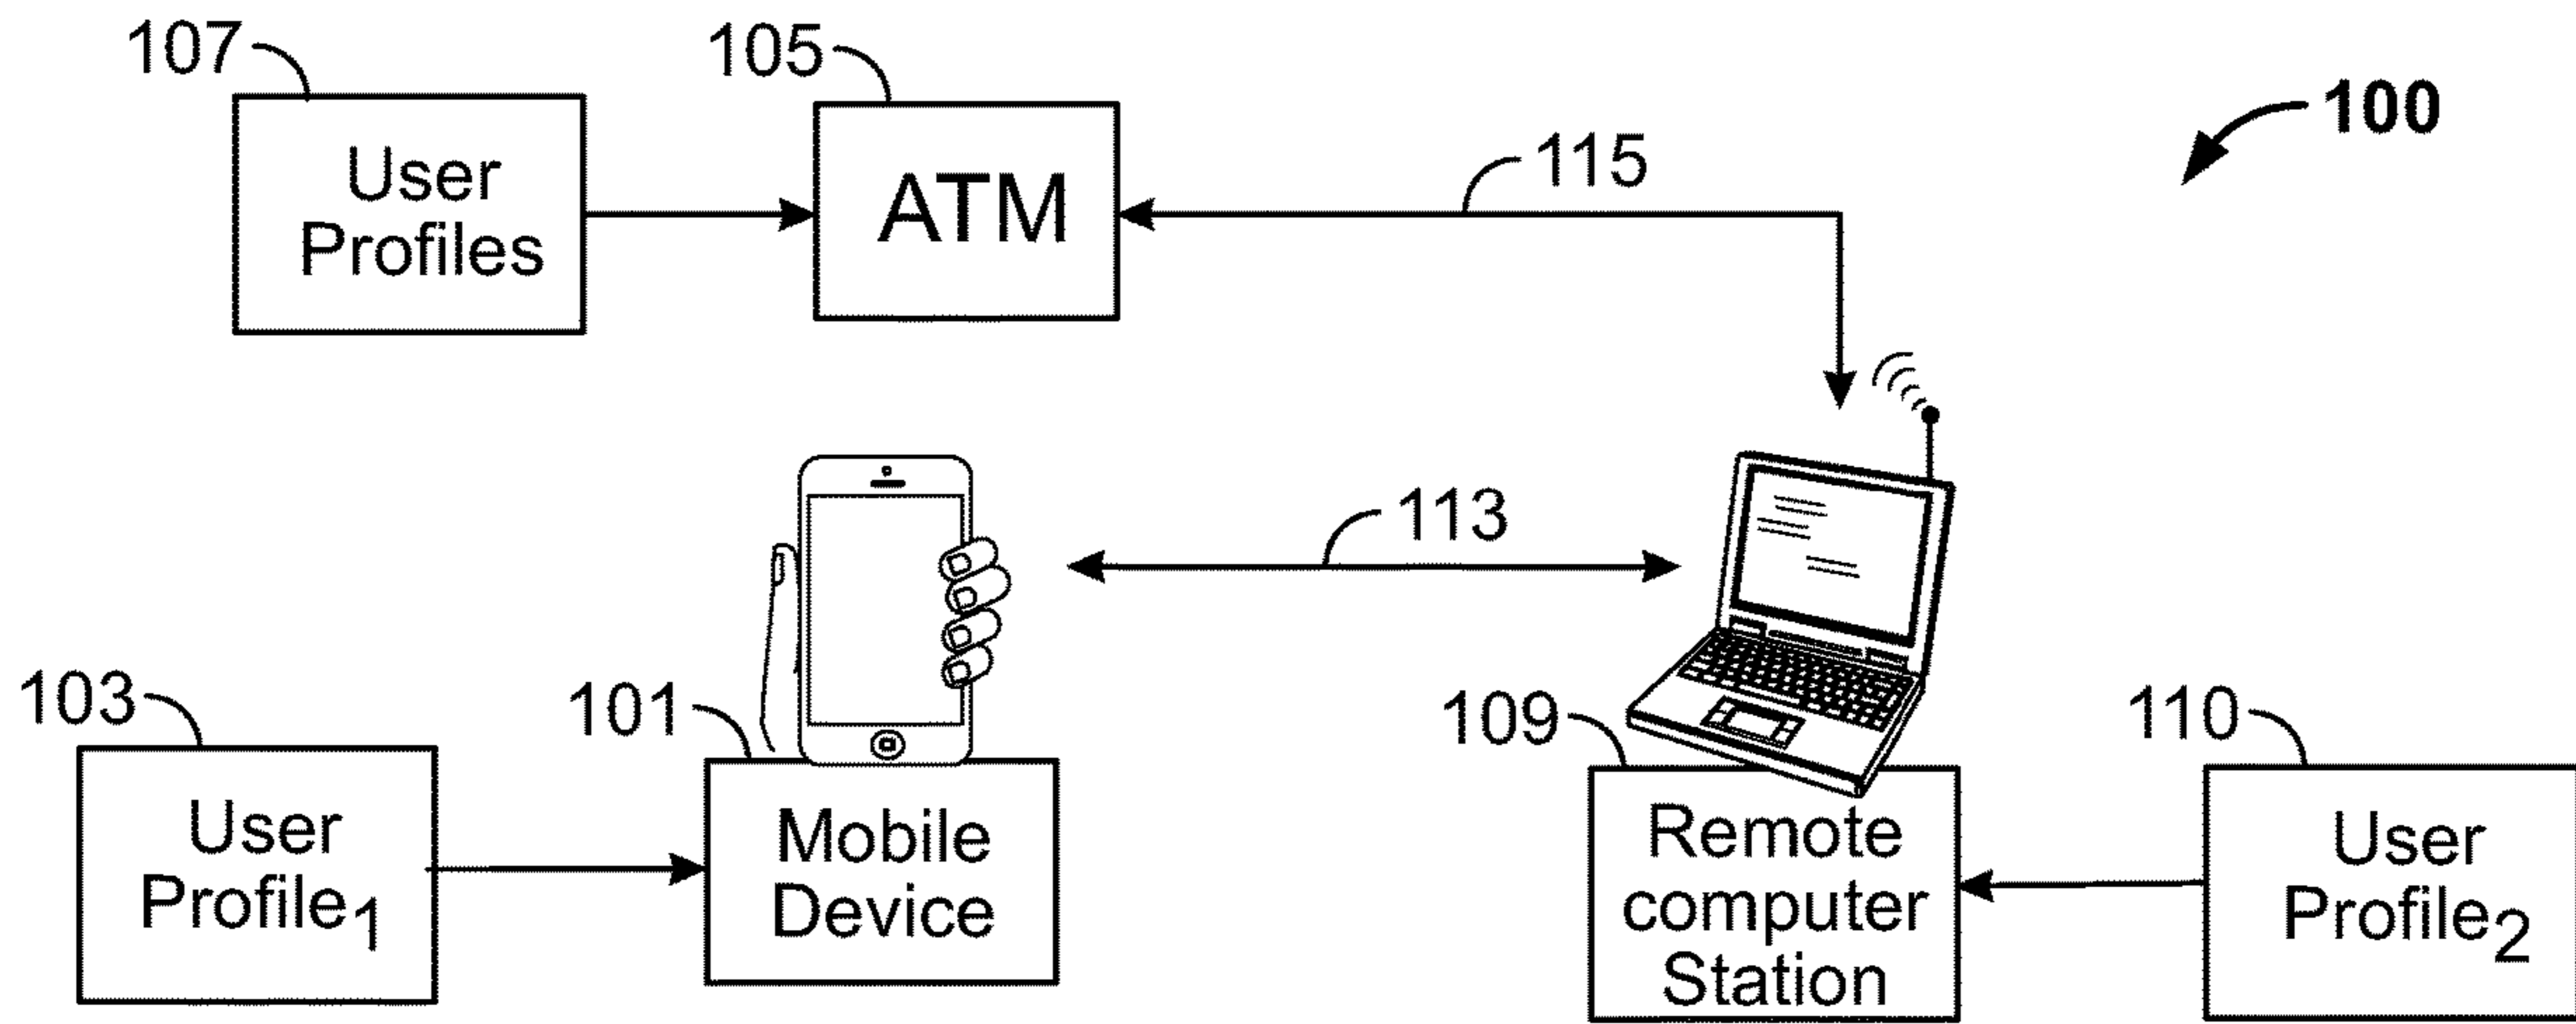 107
105
100
User
Profiles
ATM
115
113
103
101
109
110
User
Profile1
Mobile
Device
Remote
computer
Station
User
Profile2